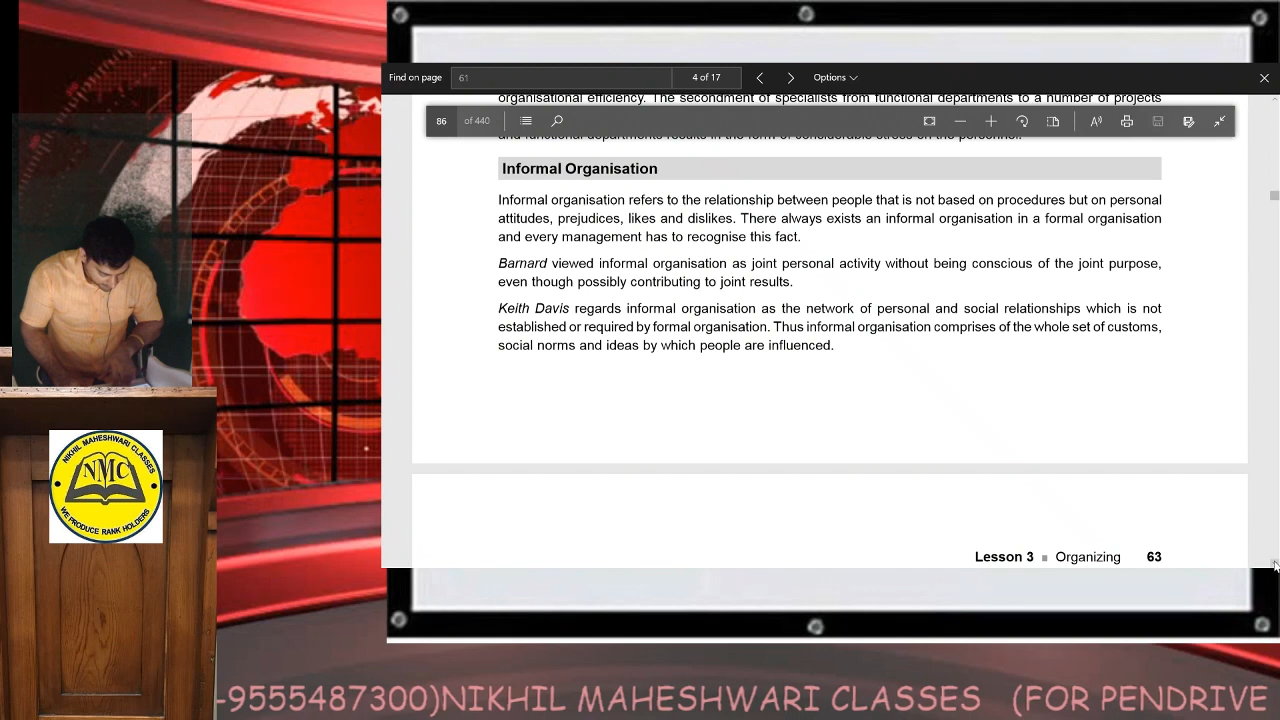 Find on page
61
4 of 17
Options
organisational efficiency. The secondment of specialists from functional departments to a number of projects
86 of 440
Informal Organisation
Informal organisation refers to the relationship between people that is not based on procedures but on personal
attitudes, prejudices, likes and dislikes. There always exists an informal organisation in a formal organisation
and every management has to recognise this fact.
Barnard viewed informal organisation as joint personal activity without being conscious of the joint purpose,
even though possibly contributing to joint results.
Keith Davis regards informal organisation as the network of personal and social relationships which is not
established or required by formal organisation. Thus informal organisation comprises of the whole set of customs,
social norms and ideas by which people are influenced.
Lesson 3 ■ Organizing 63
NIKHIL MAHESHWARI CLASSES
NMC
WE PRODUCE RANK HOLDERS
-9555487300)NIKHIL MAHESHWARI CLASSES (FOR PENDRIVE